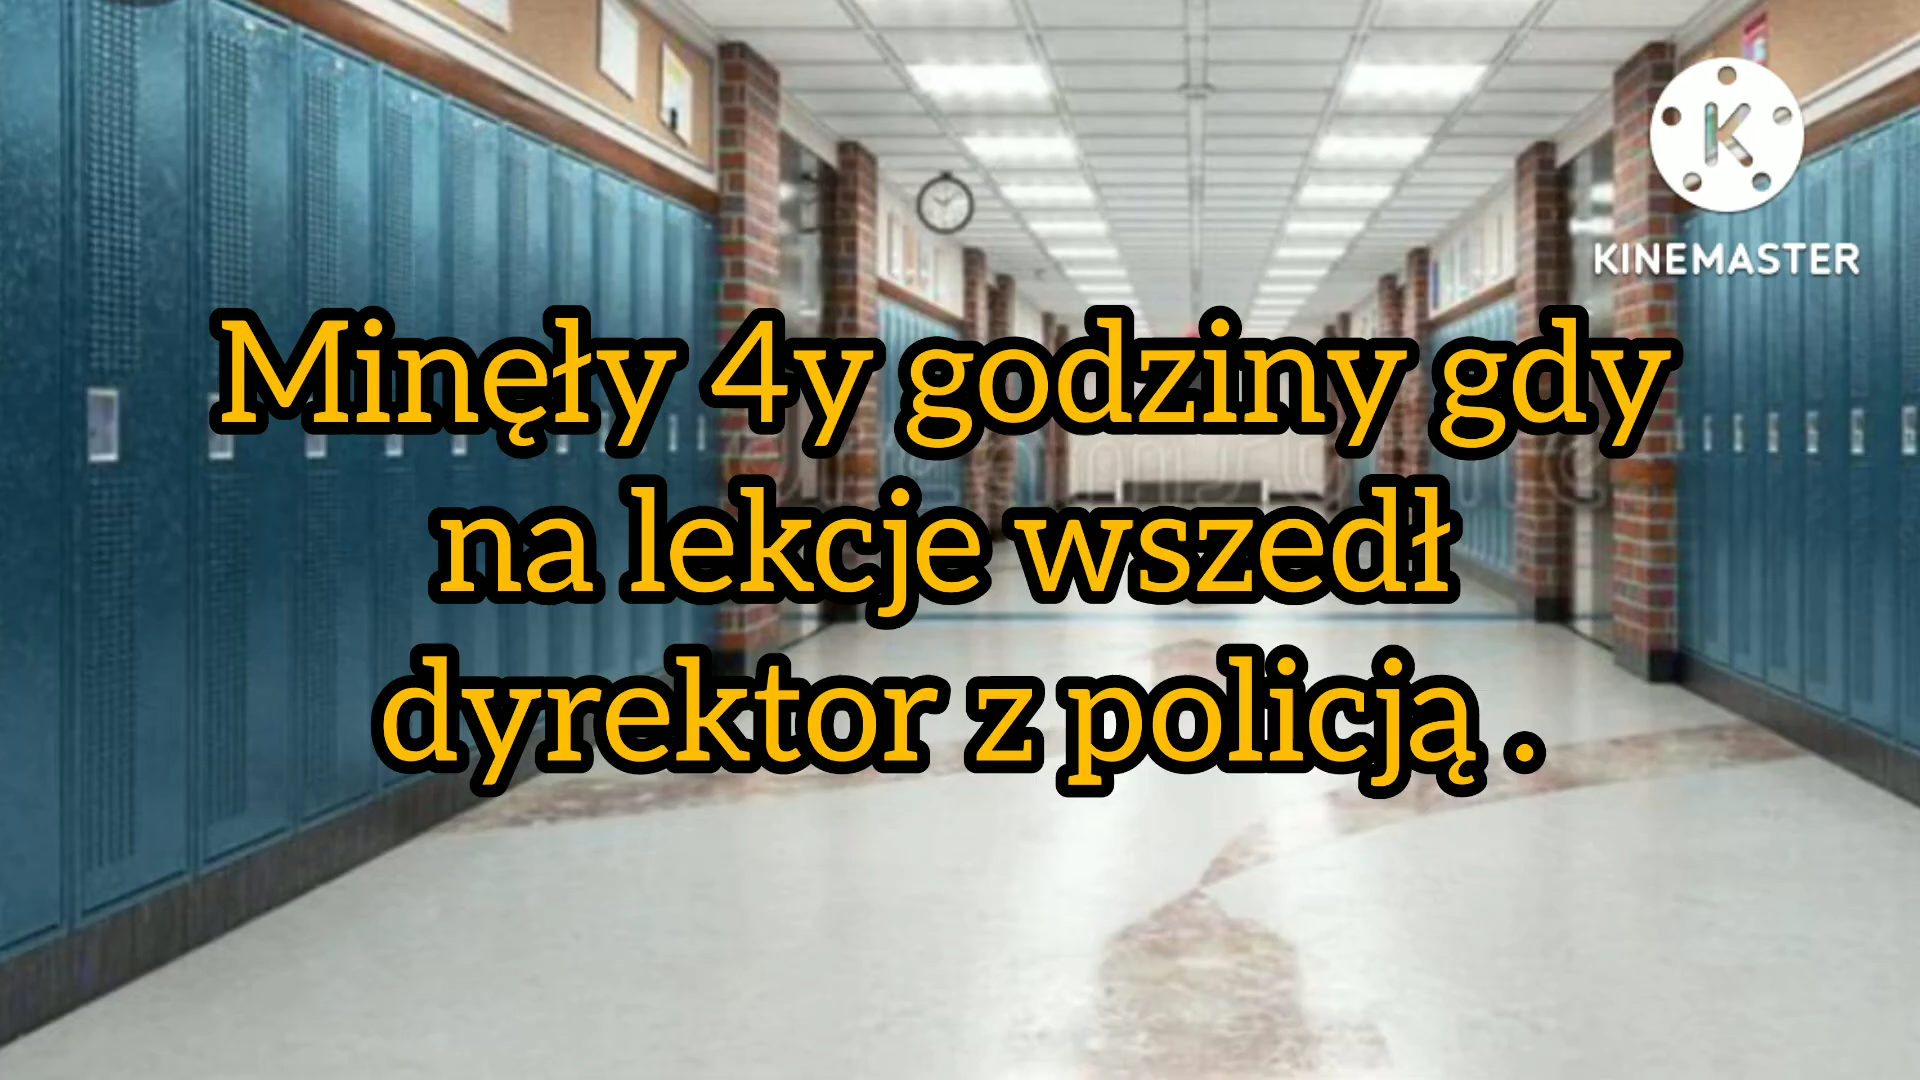 KINEMASTER
Minęły 4y godziny gdy
na lekcje wszedł
dyrektor z policją .